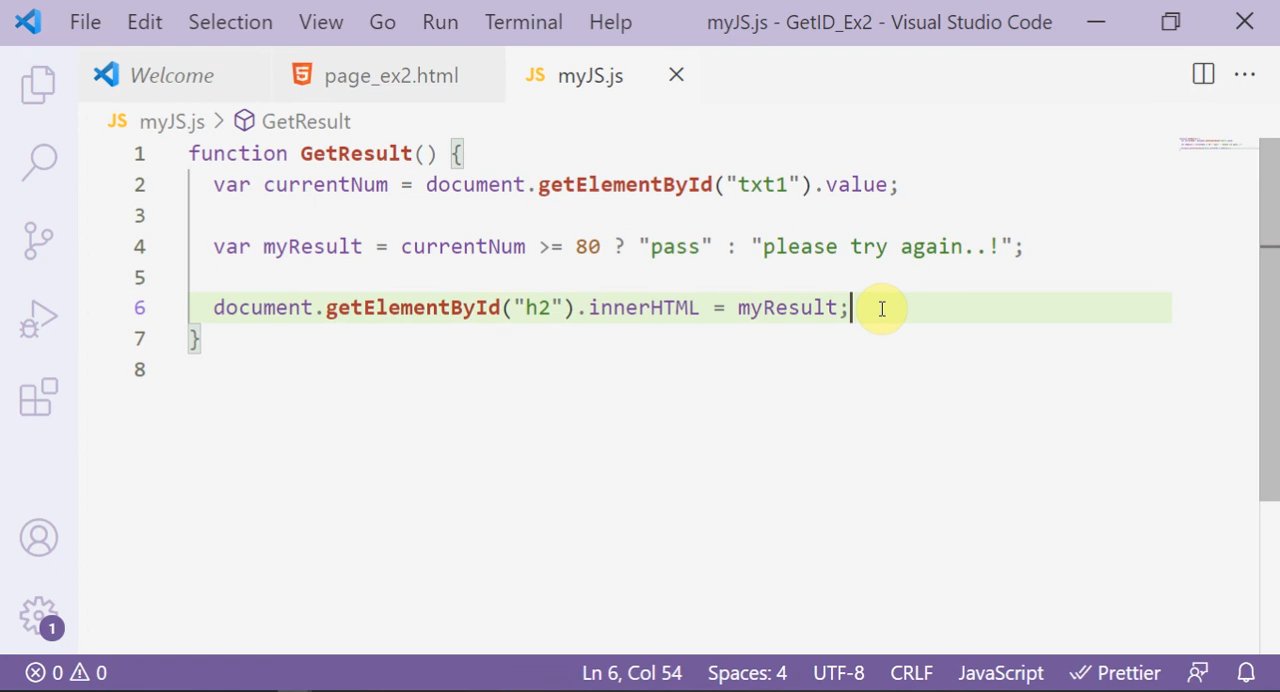 File Edit Selection View Go Run Terminal Help myJS.js - GetID_Ex2 - Visual Studio Code
Welcome page_ex2.html JS myJS.js
JS myJS.js > GetResult
1 function GetResult() {
2 var currentNum = document.getElementById("txt1").value;
3
4 var myResult = currentNum >= 80 ? "pass" : "please try again..!";
5
6 document.getElementById("h2").innerHTML = myResult;
7 }
8
1
0 0 Ln 6, Col 54 Spaces: 4 UTF-8 CRLF JavaScript Prettier